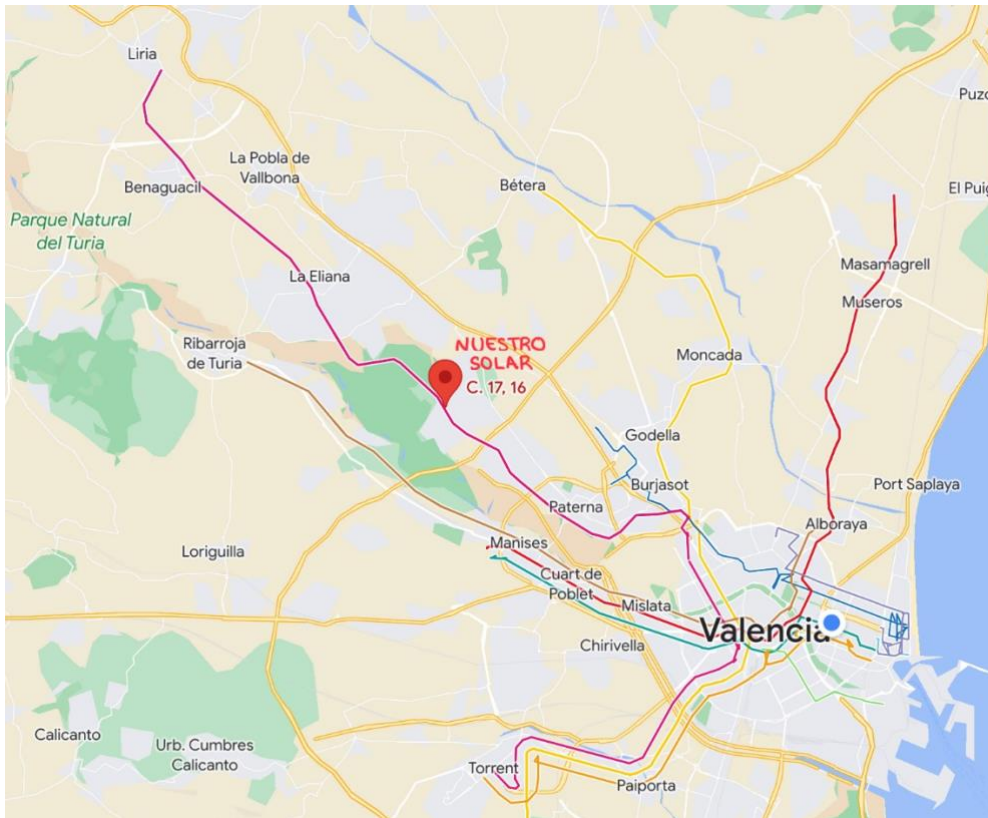 Liria
Puzo
La Pobla de
Vallbona
Benaguacil
Bétera
El Puig
Parque Natural
del Turia
Masamagrell
La Eliana
Museros
NUESTRO
SOLAR
C. 17, 16
Ribarroja
de Turia
Moncada
Godella
Burjasot
Port Saplaya
Paterna
Alboraya
Manises
Loriguilla
Cuart de
Poblet
Mislata
Valencia
Chirivella
Calicanto
Urb. Cumbres
Calicanto
Torrent
Paiporta